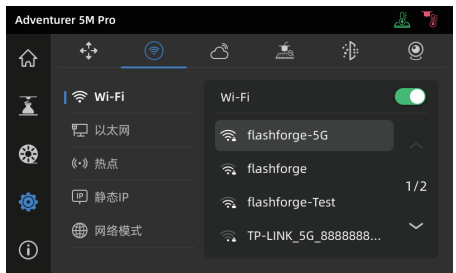 Adventurer 5M Pro
Wi-Fi
以太网
热点
IP 静态IP
网络模式
Wi-Fi
flashforge-5G
flashforge
flashforge-Test
TP-LINK_5G_8888888...
1/2